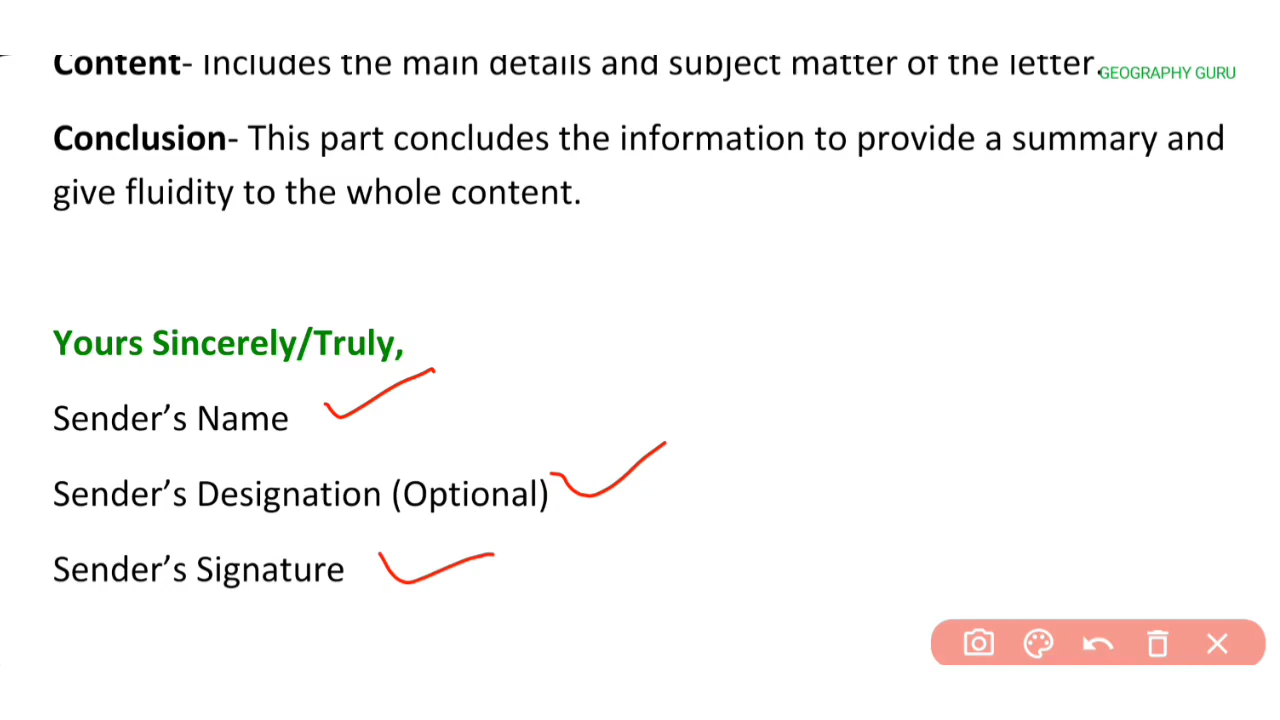 Content- Includes the main details and subject matter of the letter.
GEOGRAPHY GURU
Conclusion- This part concludes the information to provide a summary and
give fluidity to the whole content.
Yours Sincerely/Truly,
Sender’s Name
Sender’s Designation (Optional)
Sender’s Signature